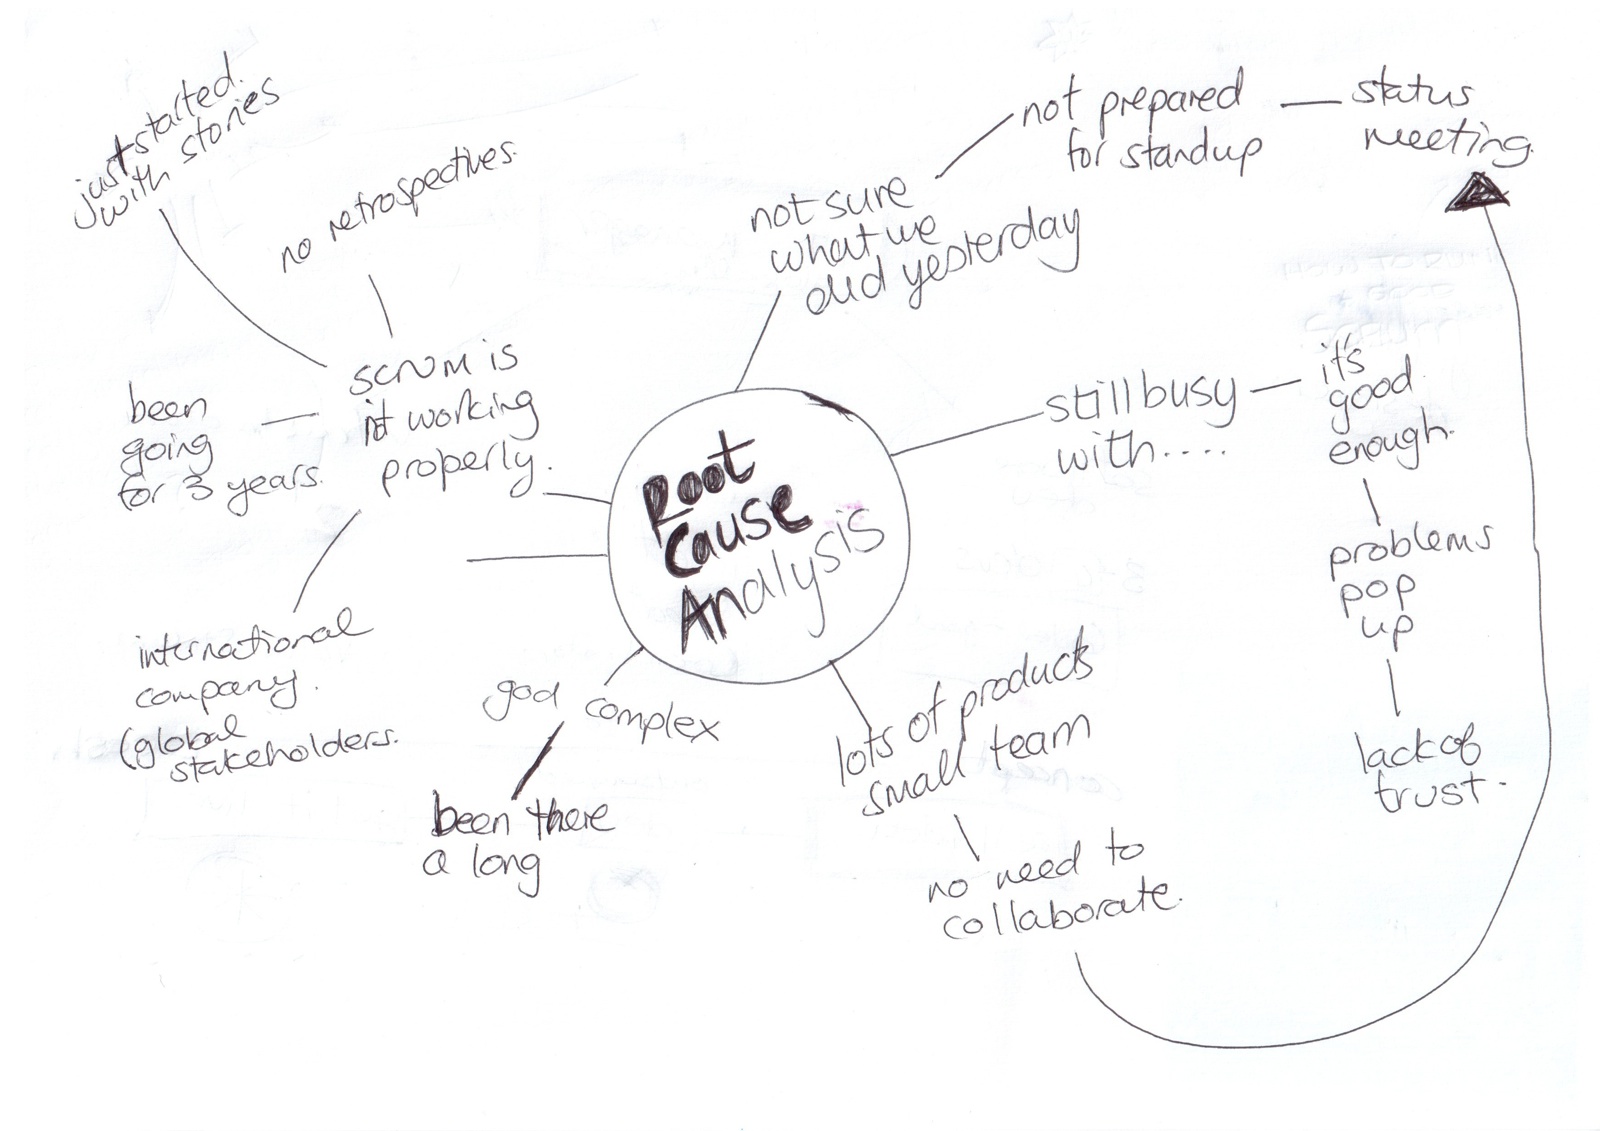 just started.
with stories
no retrospectives.
scrum is
working
properly.
been
going
for 3 years.
international
company.
(global
stakeholders.
god complex
been there
a long
Root
Cause
Analysis
not sure
what we
did yesterday
not prepared
for standup
status
meeting.
still busy
with.....
it's
good
enough.
problems
pop
up
lack of
trust.
lots of products
small team
no need to
collaborate.